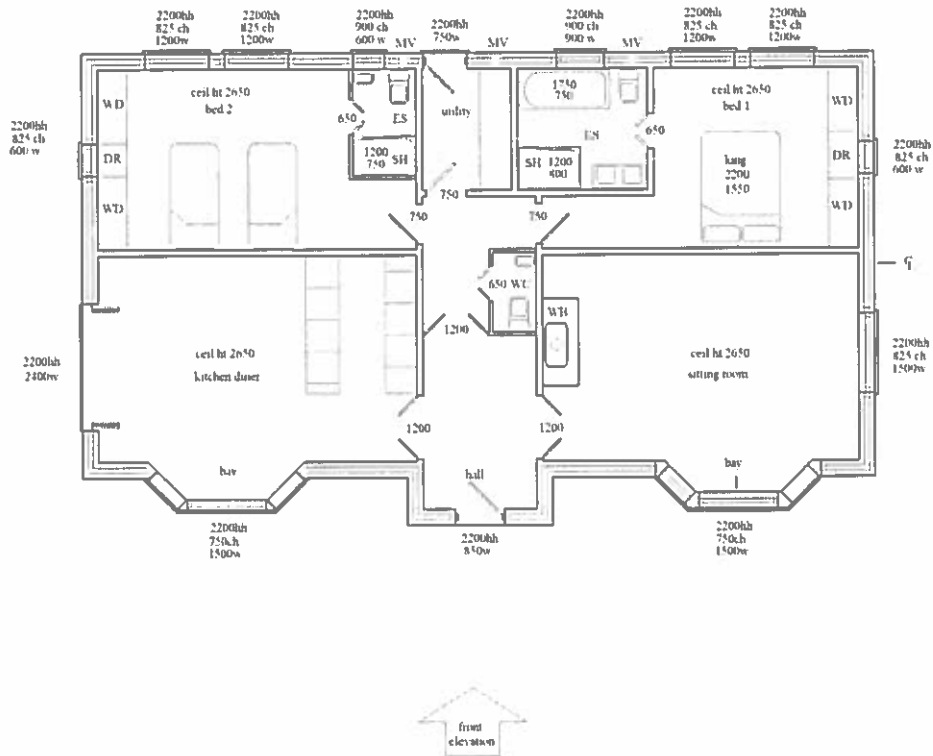 2200hh
825 ch
1200w
2200hh
825 ch
1200w
2200hh
900 ch
600 w
MV
2200hh
750w
MV
2200hh
900 ch
900 w
MV
2200hh
825 ch
1200w
2200hh
825 ch
1200w
ceil ht 2650
bed 2
WD
DR
WD
2200hh
825 ch
600 w
650
ES
1200
750
SH
utility
750
1750
750
ES
SH
1200
800
650
ceil ht 2650
bed 1
king
2200
1550
WD
DR
WD
2200hh
825 ch
600 w
750
750
650 WC
1200
ceil ht 2650
kitchen diner
2200hh
2400w
WB
ceil ht 2650
sitting room
2200hh
825 ch
1500w
1200
1200
bay
hall
bay
2200hh
750ch
1500w
2200hh
850w
2200hh
750ch
1500w
front
elevation